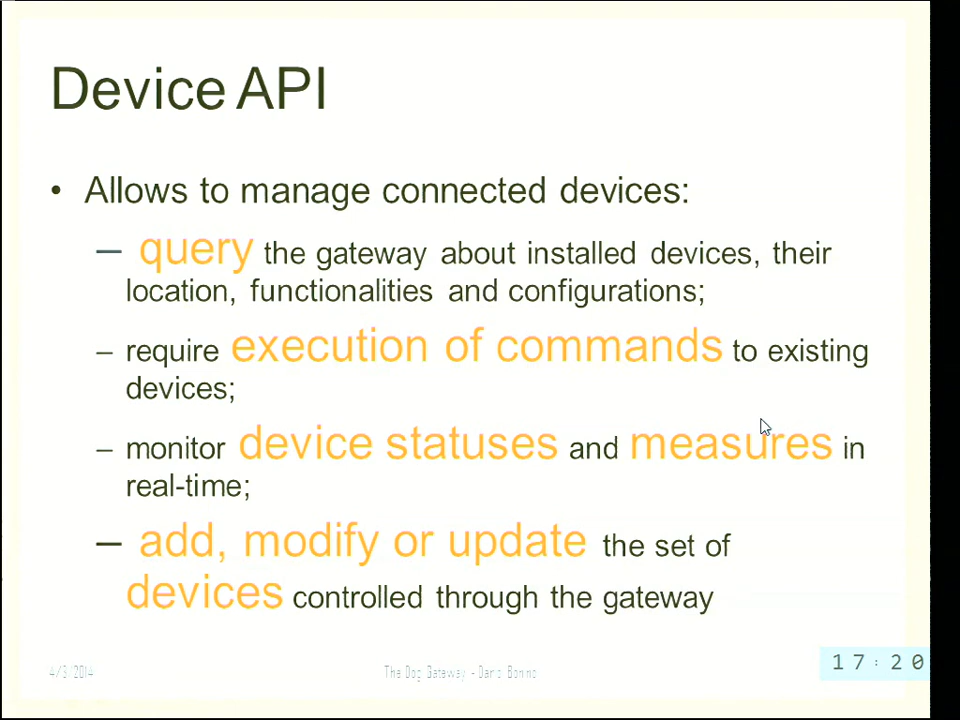 Device API
• Allows to manage connected devices:
– query the gateway about installed devices, their
location, functionalities and configurations;
– require execution of commands to existing
devices;
– monitor device statuses and measures in
real-time;
– add, modify or update the set of
devices controlled through the gateway
4/3/2014
The Dog Gateway - Dario Bonino
17:20